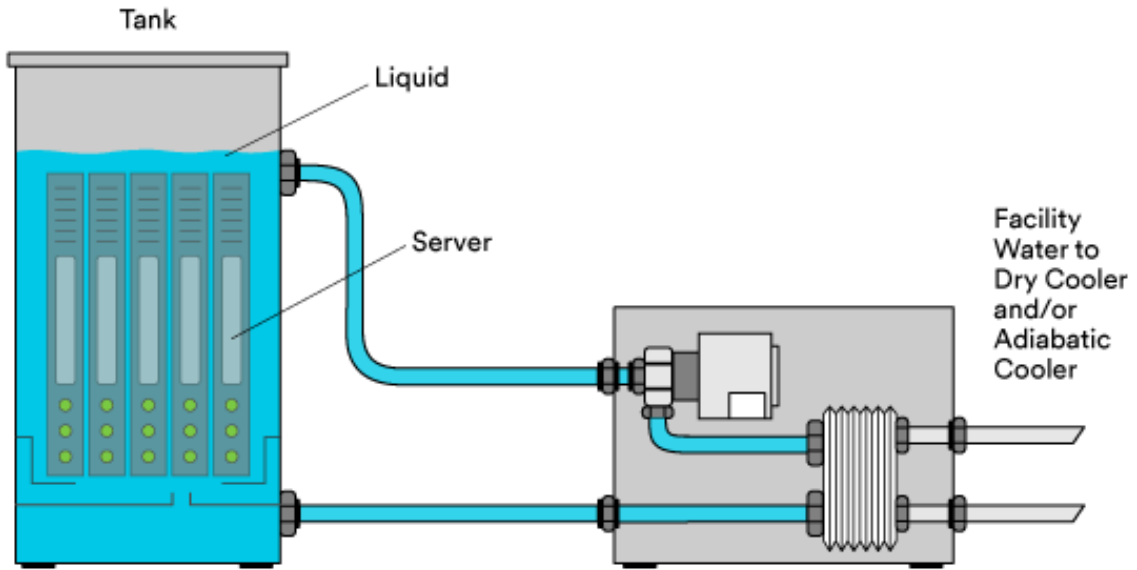 Tank
Liquid
Server
Facility
Water to
Dry Cooler
and/or
Adiabatic
Cooler